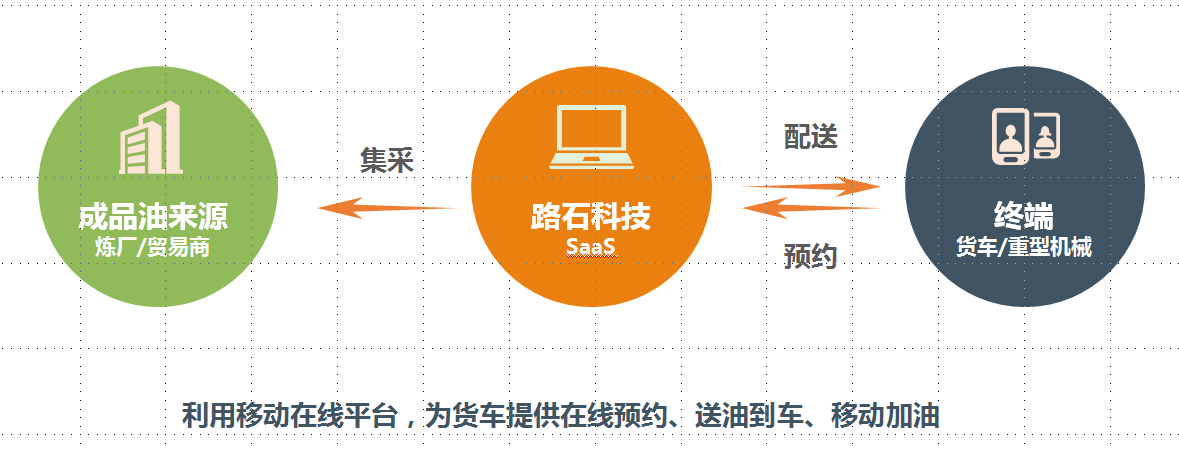 成品油来源
炼厂/贸易商
集采
路石科技
SaaS
配送
预约
终端
货车/重型机械
利用移动在线平台，为货车提供在线预约、送油到车、移动加油